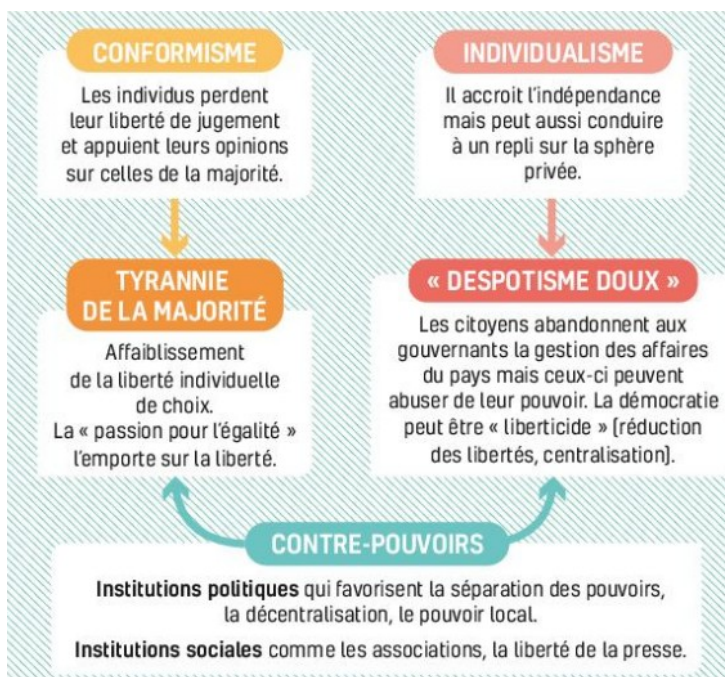 CONFORMISME
Les individus perdent
leur liberté de jugement
et appuient leurs opinions
sur celles de la majorité.
INDIVIDUALISME
Il accroit l'indépendance
mais peut aussi conduire
à un repli sur la sphère
privée.
TYRANNIE
DE LA MAJORITÉ
Affaiblissement
de la liberté individuelle
de choix.
La « passion pour l'égalité »
l'emporte sur la liberté.
« DESPOTISME DOUX »
Les citoyens abandonnent aux
gouvernants la gestion des affaires
du pays mais ceux-ci peuvent
abuser de leur pouvoir. La démocratie
peut être « liberticide » (réduction
des libertés, centralisation).
CONTRE-POUVOIRS
Institutions politiques qui favorisent la séparation des pouvoirs,
la décentralisation, le pouvoir local.
Institutions sociales comme les associations, la liberté de la presse.